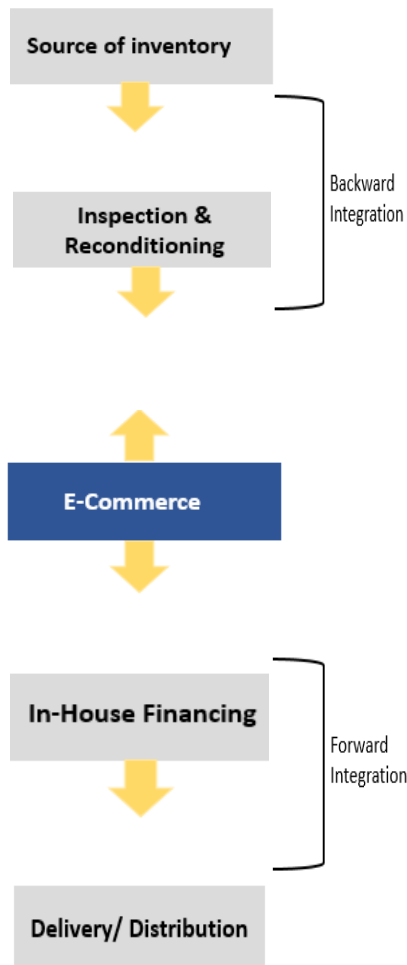 Source of inventory
Backward
Integration
Inspection &
Reconditioning
E-Commerce
In-House Financing
Forward
Integration
Delivery/ Distribution